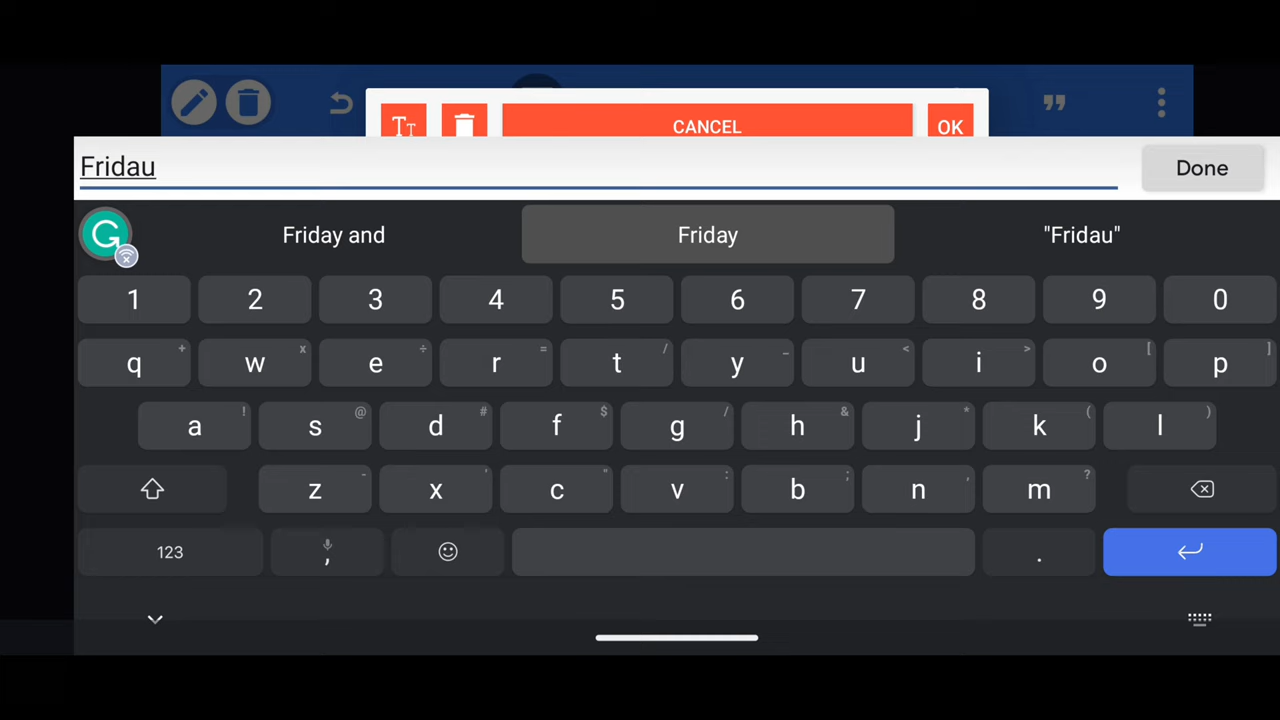 Tт CANCEL OK
Fridau Done
Friday and Friday "Fridau"
1 2 3 4 5 6 7 8 9 0
q + w x e ÷ r = t / y _ u < i > o [ p ]
a ! s @ d # f $ g / h & j * k ( l )
z - x ' c " v : b ; n , m ?
123 , .